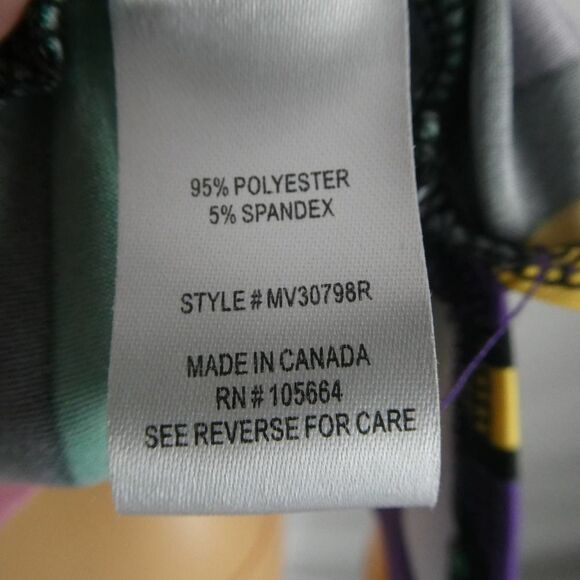 95% POLYESTER
5% SPANDEX
STYLE # MV30798R
MADE IN CANADA
RN # 105664
SEE REVERSE FOR CARE